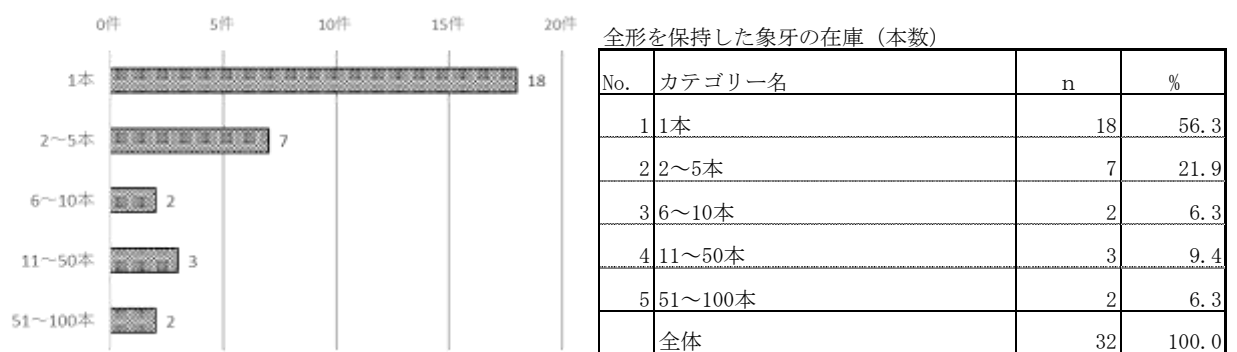 0件 5件 10件 15件 20件
1本 18
2～5本 7
6～10本 2
11～50本 3
51～100本 2
全形を保持した象牙の在庫（本数）
No. カテゴリー名 n %
1 1本 18 56.3
2 2～5本 7 21.9
3 6～10本 2 6.3
4 11～50本 3 9.4
5 51～100本 2 6.3
全体 32 100.0